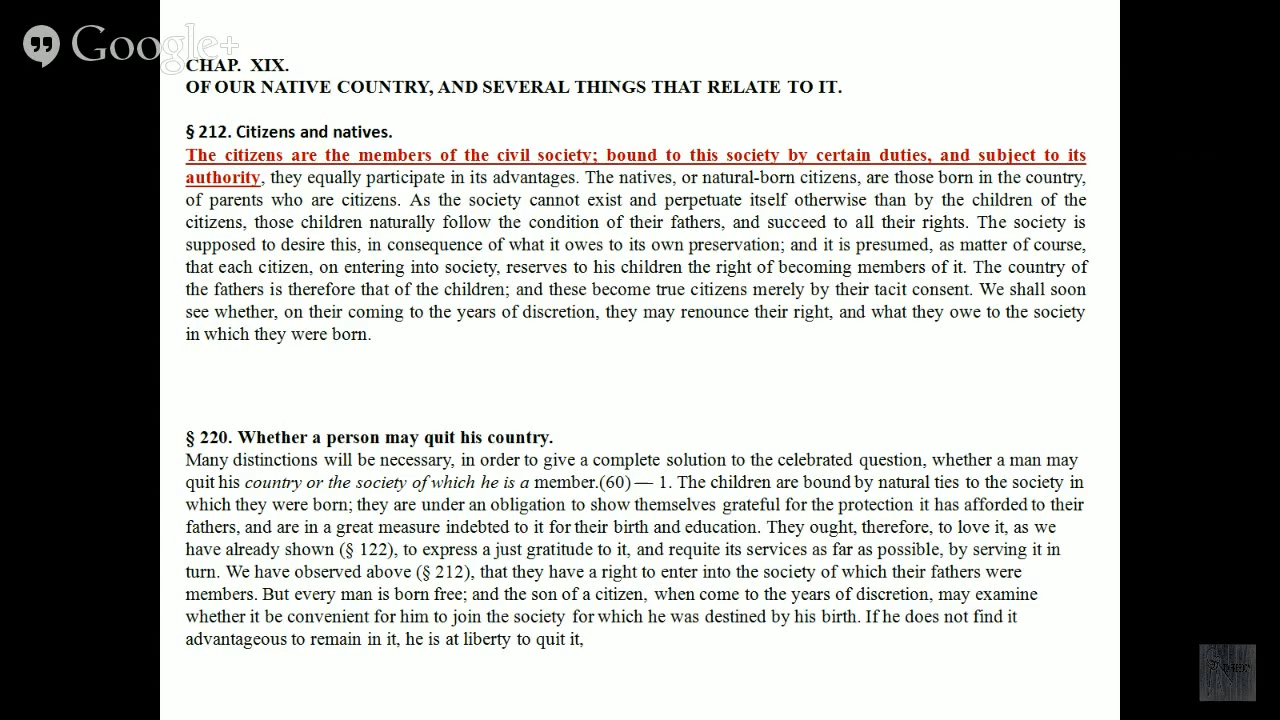 Google+
CHAP. XIX.
OF OUR NATIVE COUNTRY, AND SEVERAL THINGS THAT RELATE TO IT.
§ 212. Citizens and natives.
The citizens are the members of the civil society; bound to this society by certain duties, and subject to its
authority, they equally participate in its advantages. The natives, or natural-born citizens, are those born in the country,
of parents who are citizens. As the society cannot exist and perpetuate itself otherwise than by the children of the
citizens, those children naturally follow the condition of their fathers, and succeed to all their rights. The society is
supposed to desire this, in consequence of what it owes to its own preservation; and it is presumed, as matter of course,
that each citizen, on entering into society, reserves to his children the right of becoming members of it. The country of
the fathers is therefore that of the children; and these become true citizens merely by their tacit consent. We shall soon
see whether, on their coming to the years of discretion, they may renounce their right, and what they owe to the society
in which they were born.
§ 220. Whether a person may quit his country.
Many distinctions will be necessary, in order to give a complete solution to the celebrated question, whether a man may
quit his country or the society of which he is a member.(60) — 1. The children are bound by natural ties to the society in
which they were born; they are under an obligation to show themselves grateful for the protection it has afforded to their
fathers, and are in a great measure indebted to it for their birth and education. They ought, therefore, to love it, as we
have already shown (§ 122), to express a just gratitude to it, and requite its services as far as possible, by serving it in
turn. We have observed above (§ 212), that they have a right to enter into the society of which their fathers were
members. But every man is born free; and the son of a citizen, when come to the years of discretion, may examine
whether it be convenient for him to join the society for which he was destined by his birth. If he does not find it
advantageous to remain in it, he is at liberty to quit it,